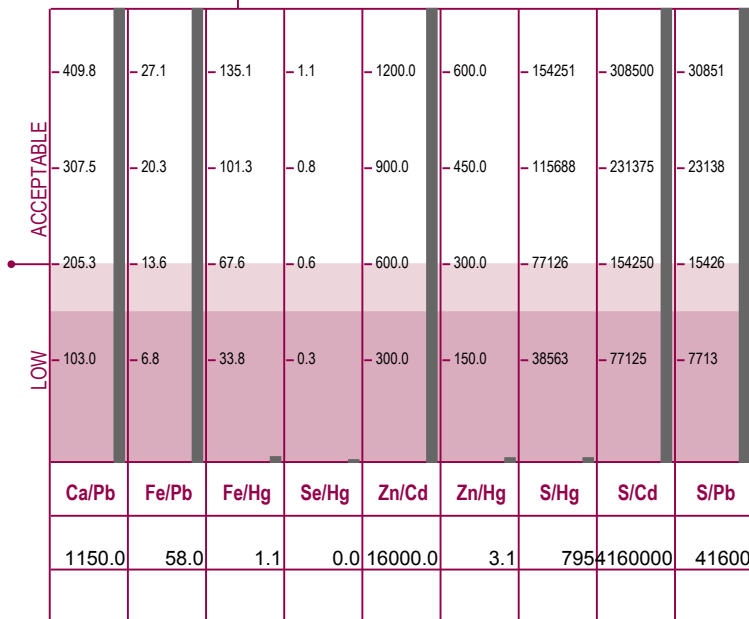 ACCEPTABLE
LOW
409.8 27.1 135.1 1.1 1200.0 600.0 154251 308500 30851
307.5 20.3 101.3 0.8 900.0 450.0 115688 231375 23138
205.3 13.6 67.6 0.6 600.0 300.0 77126 154250 15426
103.0 6.8 33.8 0.3 300.0 150.0 38563 77125 7713
Ca/Pb Fe/Pb Fe/Hg Se/Hg Zn/Cd Zn/Hg S/Hg S/Cd S/Pb
1150.0 58.0 1.1 0.0 16000.0 3.1 795 4160000 41600